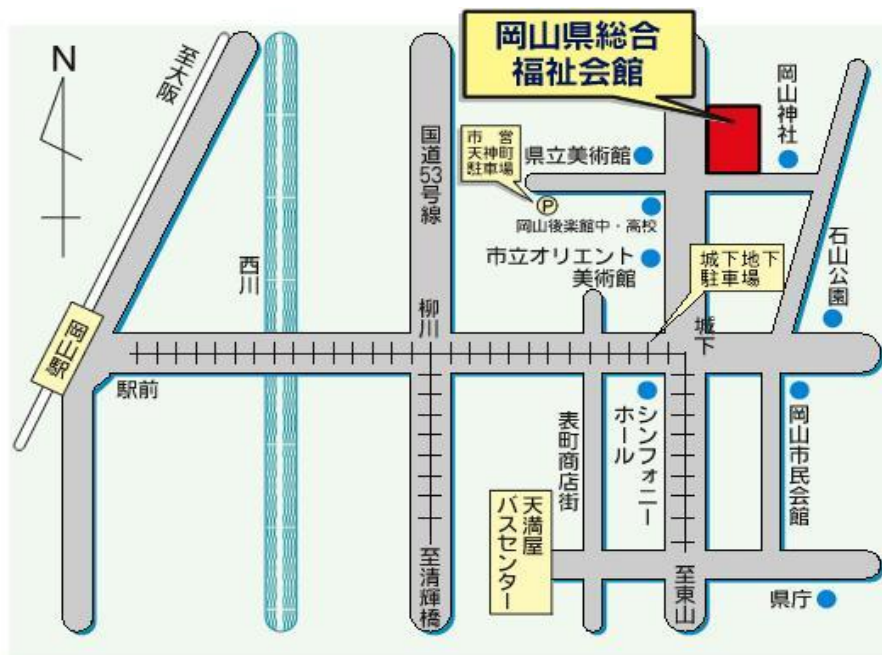 岡山県総合
福祉会館
N
至大阪
国道53号線
市営
天神町
駐車場
県立美術館
岡山神社
P
岡山後楽館中・高校
市立オリエント
美術館
城下地下
駐車場
石山公園
西川
柳川
城下
岡山駅
駅前
表町商店街
シンフォニー
ホール
岡山市民会館
天満屋
バスセンター
至清輝橋
至東山
県庁